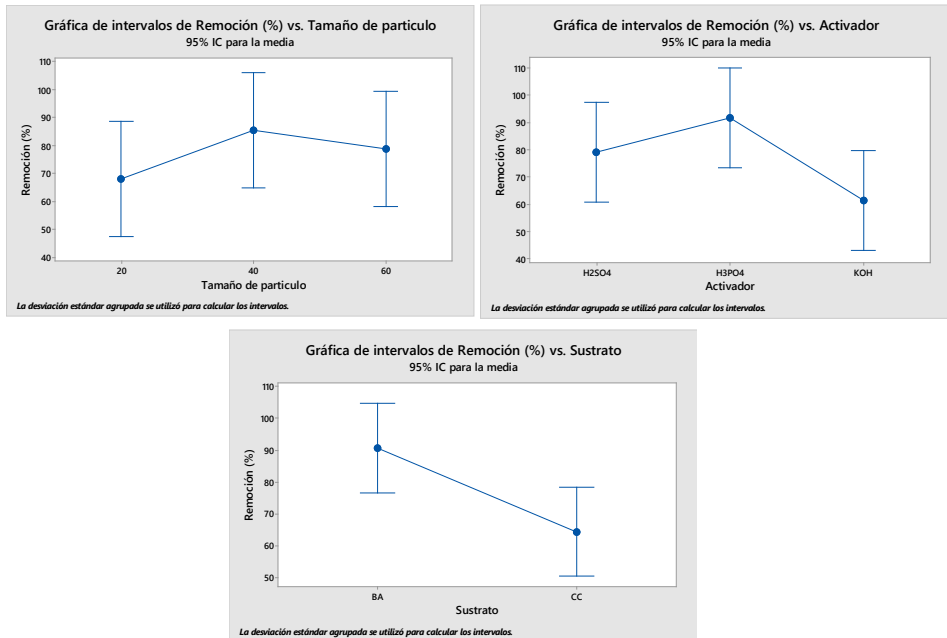 Gráfica de intervalos de Remoción (%) vs. Tamaño de particulo
95% IC para la media
110
100
90
80
70
60
50
40
Remoción (%)
20 40 60
Tamaño de particulo
La desviación estándar agrupada se utilizó para calcular los intervalos.
Gráfica de intervalos de Remoción (%) vs. Activador
95% IC para la media
110
100
90
80
70
60
50
40
Remoción (%)
H2SO4 H3PO4 KOH
Activador
La desviación estándar agrupada se utilizó para calcular los intervalos.
Gráfica de intervalos de Remoción (%) vs. Sustrato
95% IC para la media
110
100
90
80
70
60
50
Remoción (%)
BA CC
Sustrato
La desviación estándar agrupada se utilizó para calcular los intervalos.